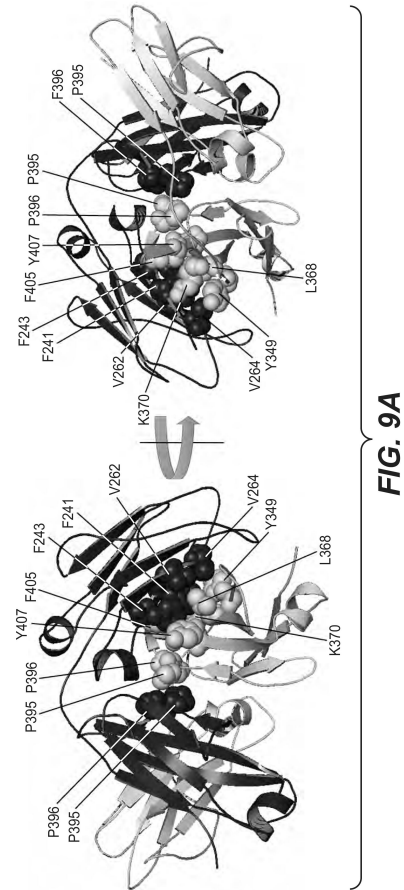 P396
P395
P395
P396
Y407
F405
F243
F241
V262
V264
Y349
L368
K370
F243
F241
V262
K370
F405
Y407
P396
P395
F396
P395
V264
Y349
L368
FIG. 9A